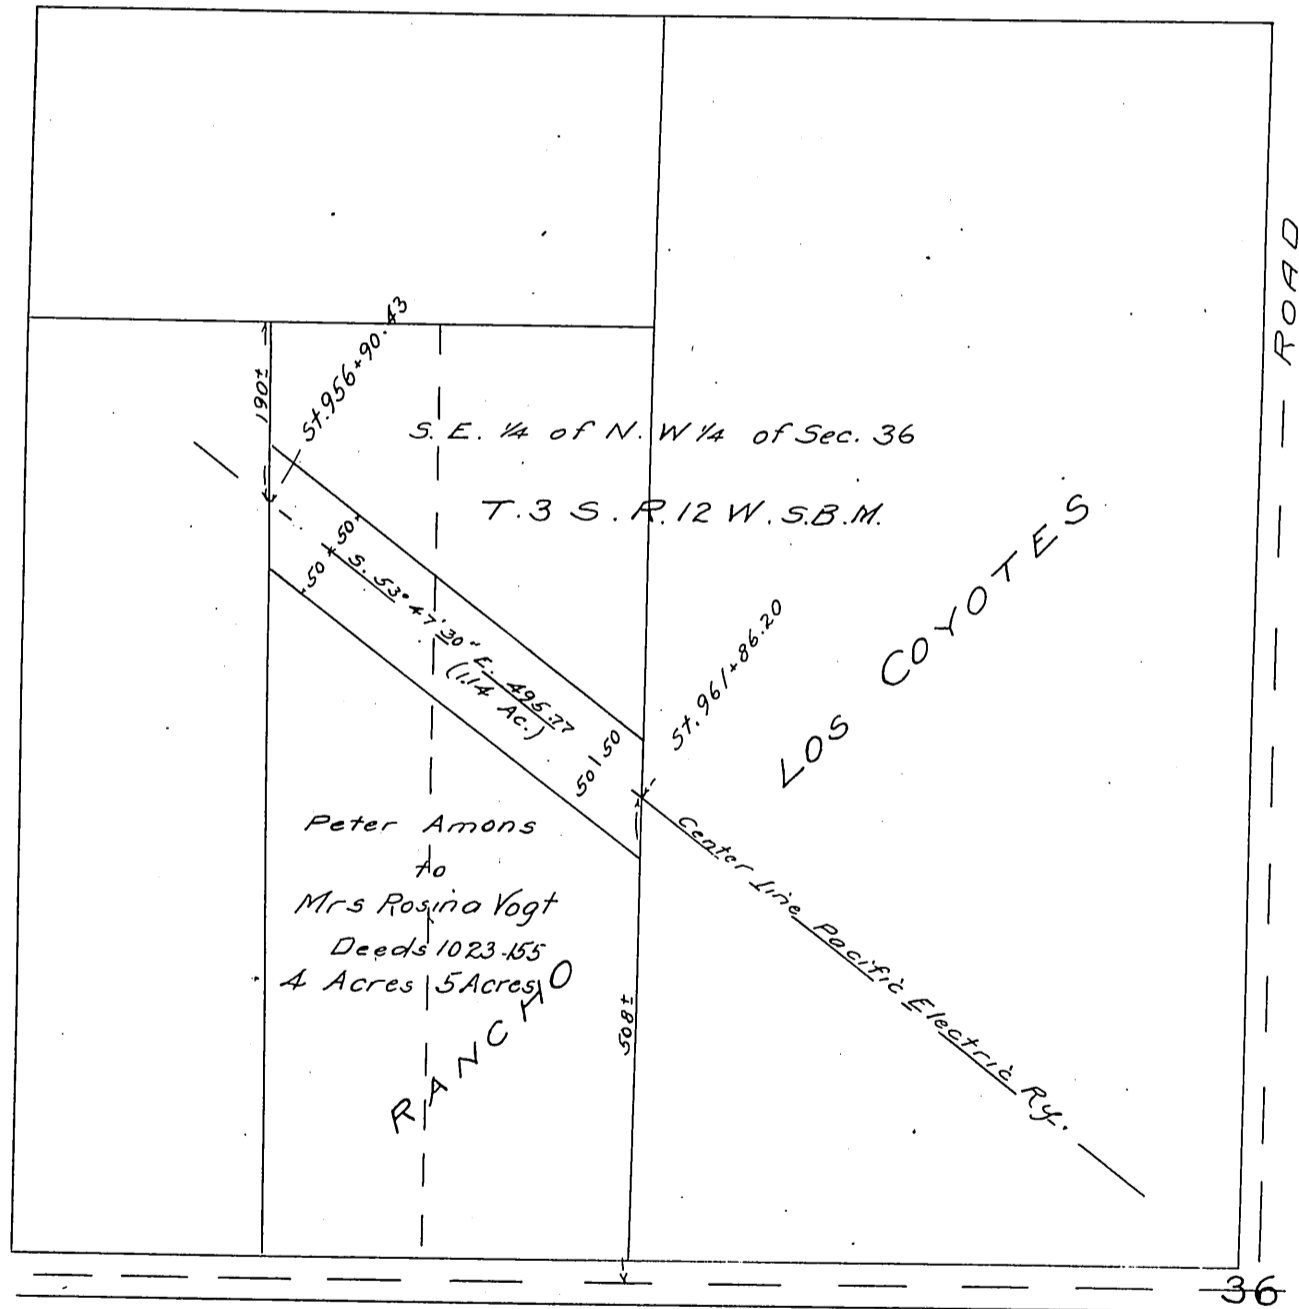 ROAD
190±
St. 956+90.43
S. E. 1/4 of N. W 1/4 of Sec. 36
T. 3 S. R. 12 W. S.B.M.
50 50'
S. 53° 47' 30" E. 495.77
(1.14 Ac.)
50 50
St. 961+86.20
RANCHO LOS COYOTES
Center Line Pacific Electric Ry.
Peter Amons
to
Mrs Rosina Vogt
Deeds 1023-155
4 Acres 5 Acres
508±
36